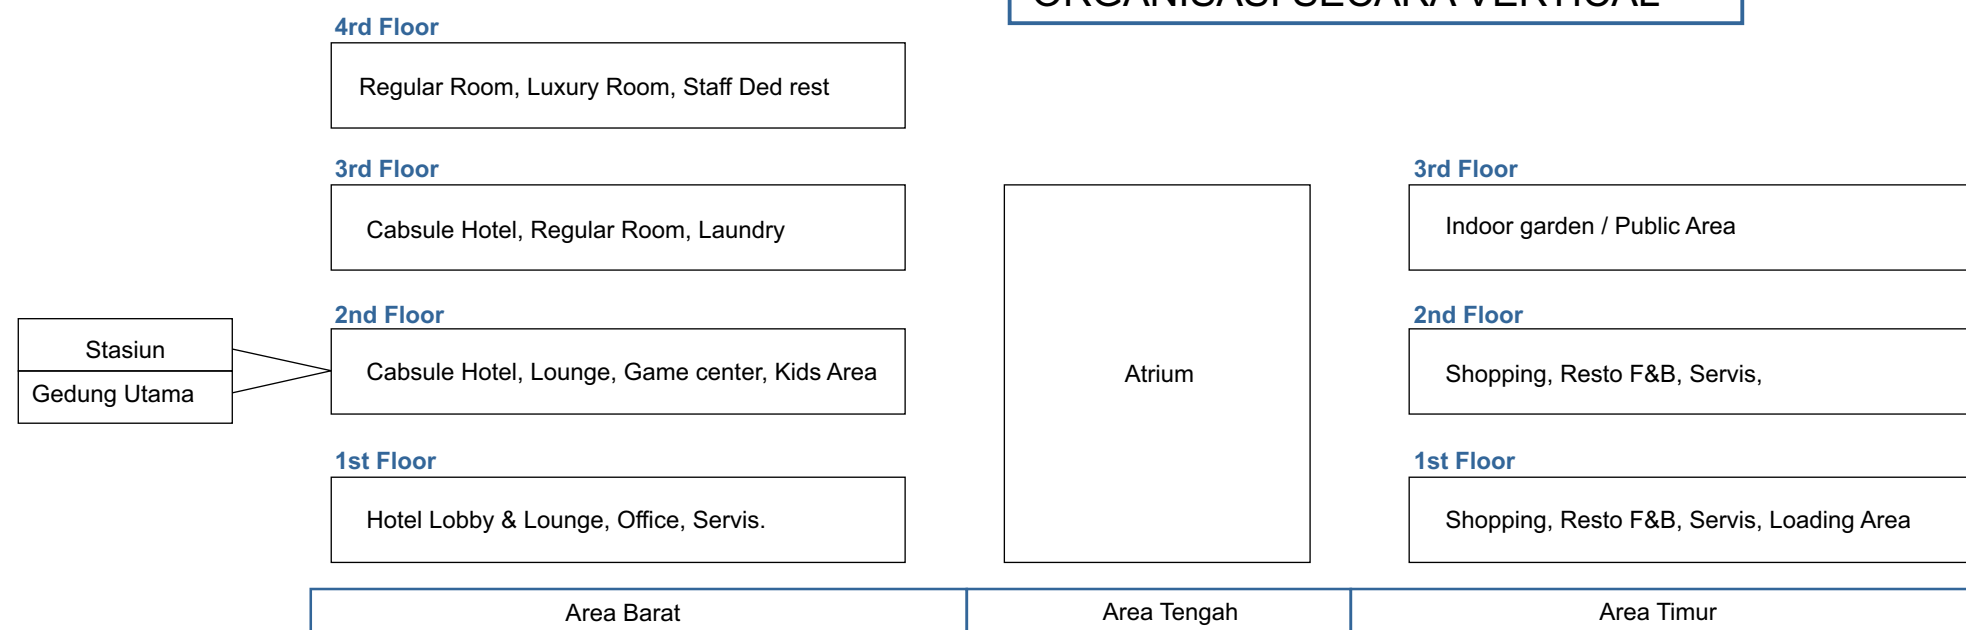 ORGANISASI SECARA VERTICAL
4rd Floor
Regular Room, Luxury Room, Staff Ded rest
3rd Floor
Cabsule Hotel, Regular Room, Laundry
3rd Floor
Indoor garden / Public Area
2nd Floor
Cabsule Hotel, Lounge, Game center, Kids Area
Stasiun
Gedung Utama
Atrium
2nd Floor
Shopping, Resto F&B, Servis,
1st Floor
Hotel Lobby & Lounge, Office, Servis.
1st Floor
Shopping, Resto F&B, Servis, Loading Area
Area Barat
Area Tengah
Area Timur